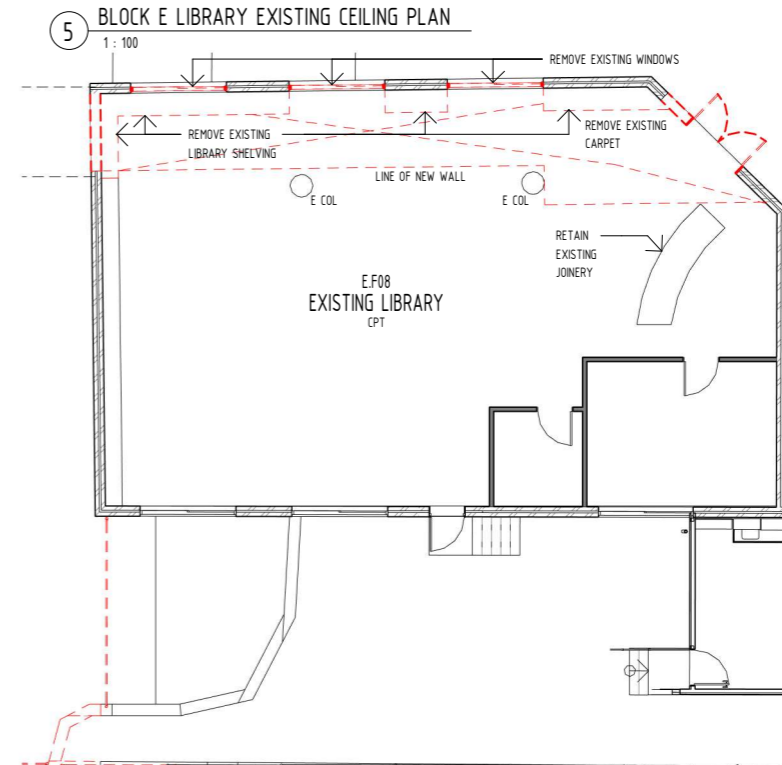 5
BLOCK E LIBRARY EXISTING CEILING PLAN
1 : 100
REMOVE EXISTING WINDOWS
REMOVE EXISTING
LIBRARY SHELVING
REMOVE EXISTING
CARPET
LINE OF NEW WALL
E COL
E COL
RETAIN
EXISTING
JOINERY
E.F08
EXISTING LIBRARY
CPT